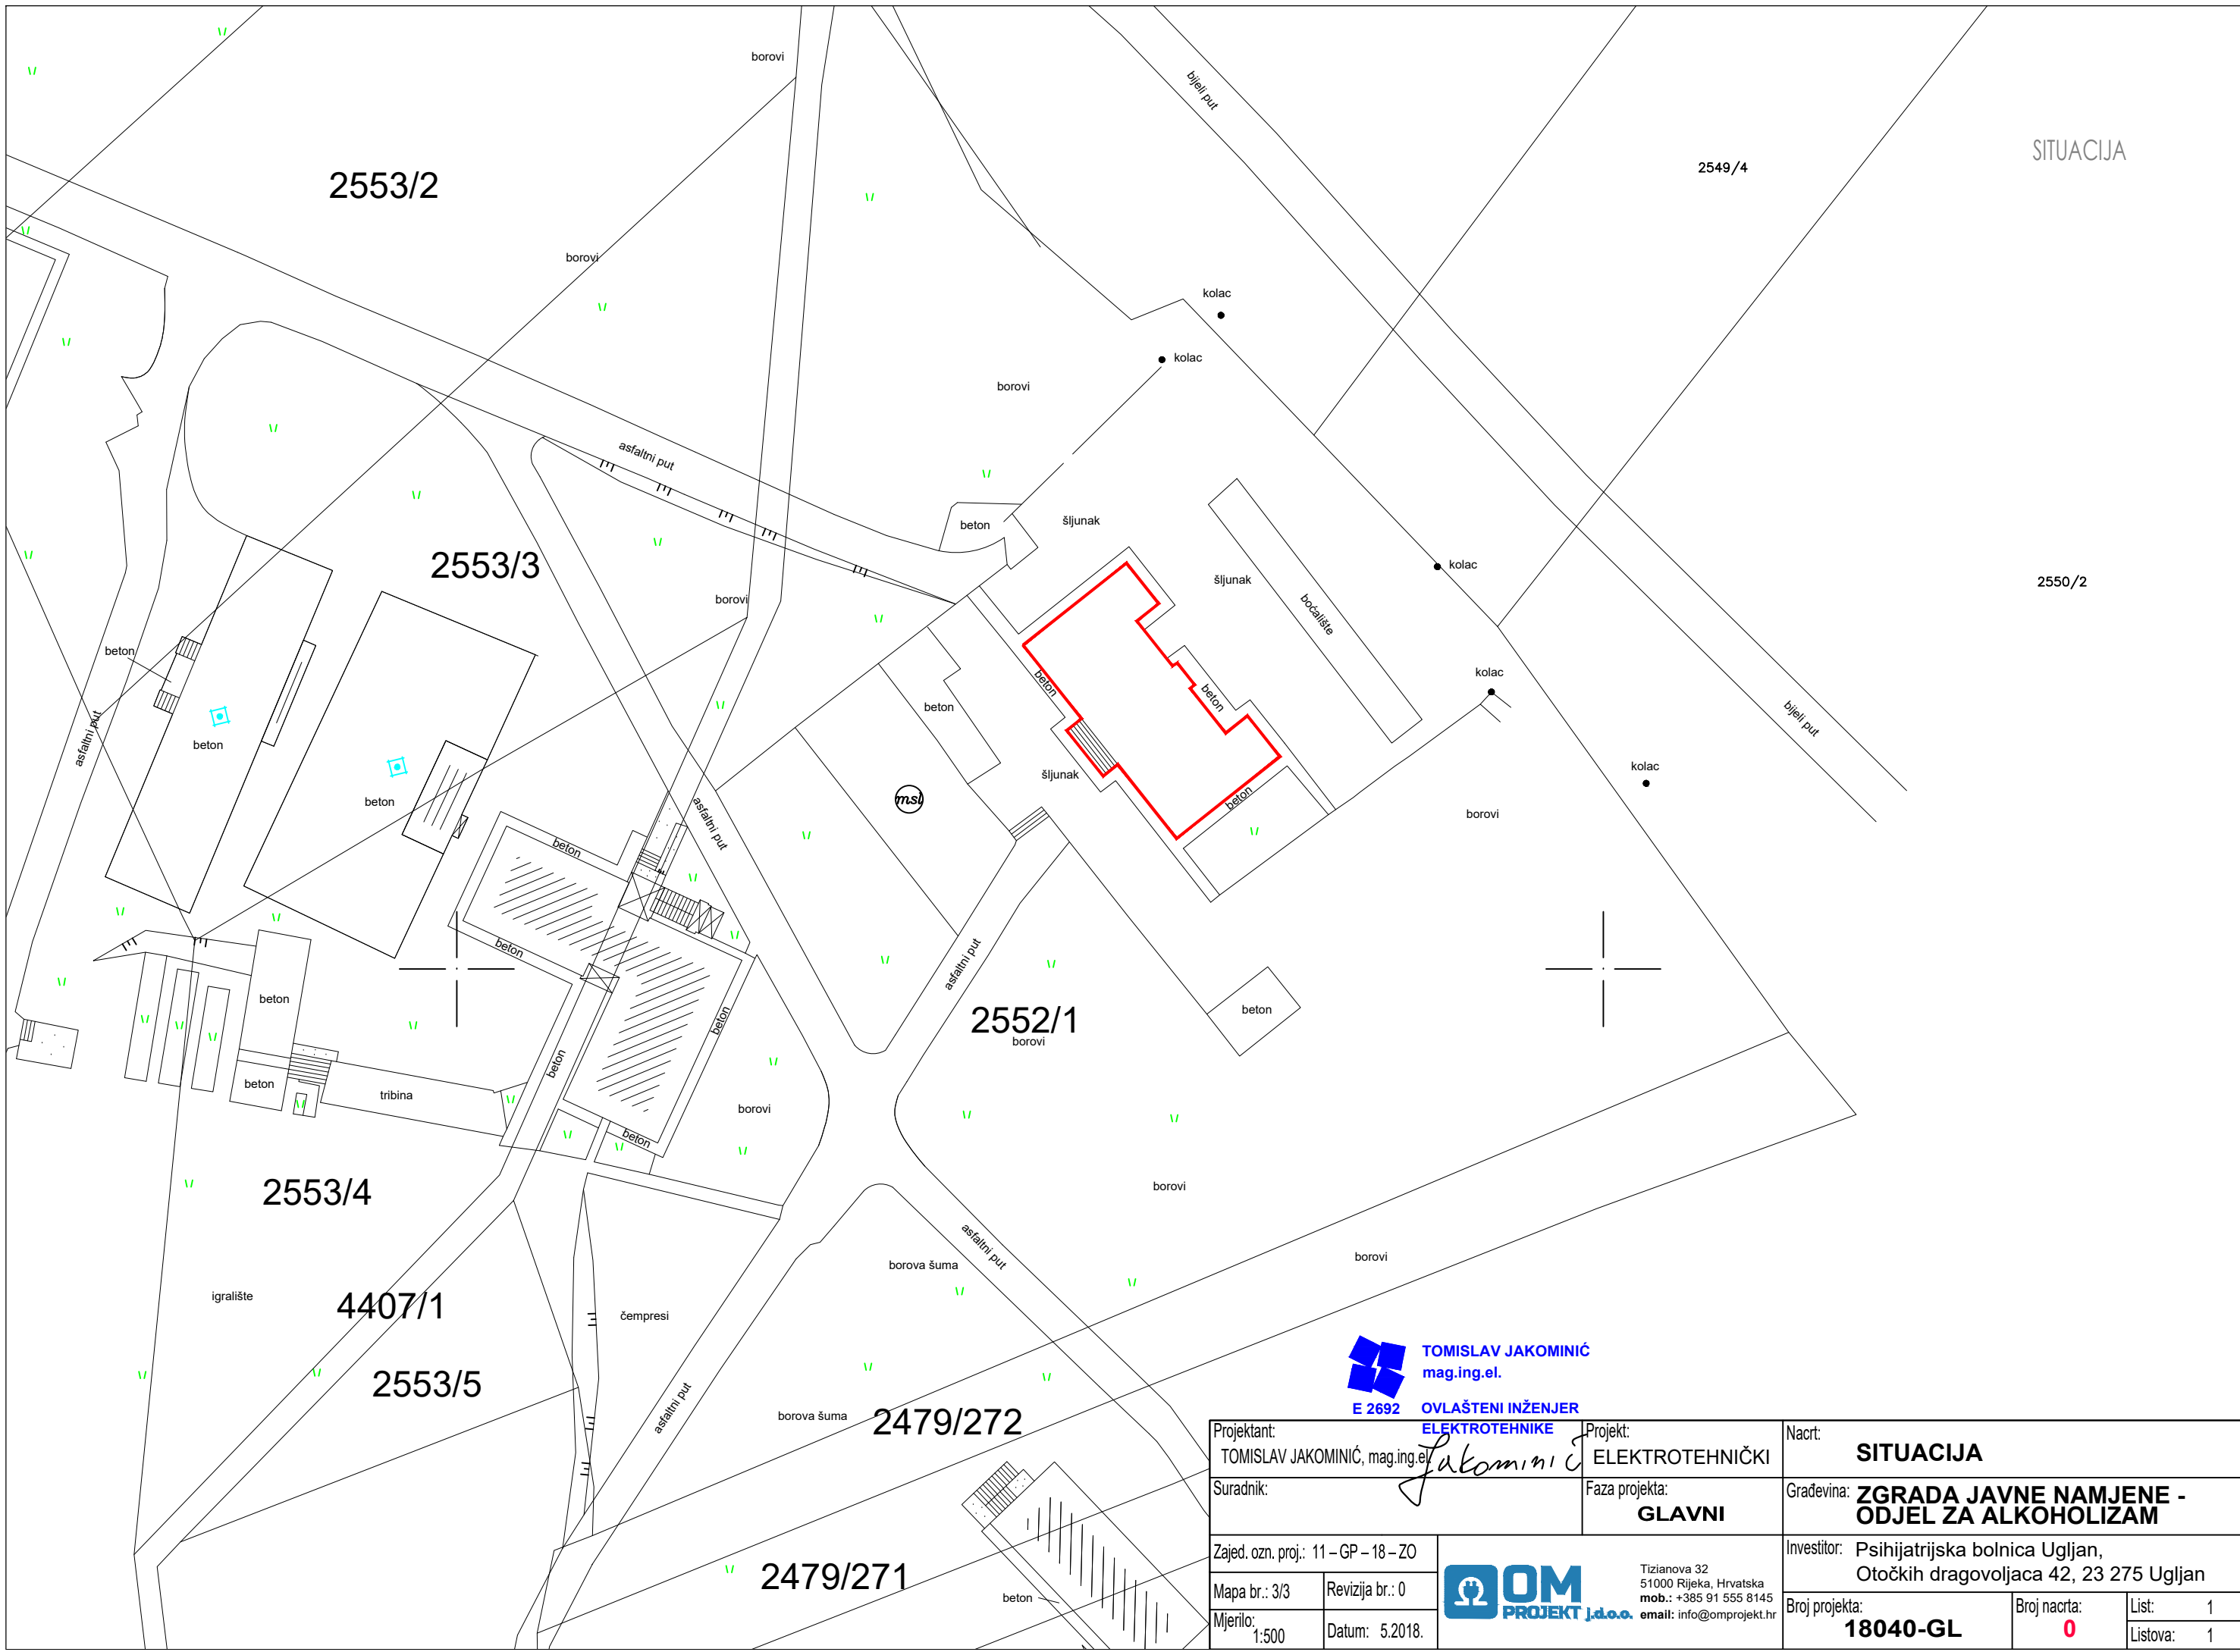 borovi
bijeli put
SITUACIJA
2549/4
2553/2
borovi
kolac
kolac
borovi
asfaltni put
beton
šljunak
2553/3
kolac
šljunak
2550/2
borovi
boćalište
beton
kolac
beton
beton
beton
bijeli put
asfaltni put
beton
šljunak
kolac
beton
msl
beton
asfaltni put
borovi
beton
beton
asfaltni put
beton
beton
2552/1
borovi
beton
beton
beton
beton
tribina
borovi
beton
2553/4
borovi
asfaltni put
borovi
borova šuma
igralište
4407/1
čempresi
2553/5
asfaltni put
borova šuma
2479/272
2479/271
beton
TOMISLAV JAKOMINIĆ
mag.ing.el.
E 2692 OVLAŠTENI INŽENJER
ELEKTROTEHNIKE
Projektant:
TOMISLAV JAKOMINIĆ, mag.ing.el.
Jakominić
Projekt:
ELEKTROTEHNIČKI
Nacrt:
SITUACIJA
Suradnik:
Faza projekta:
GLAVNI
Građevina: ZGRADA JAVNE NAMJENE -
ODJEL ZA ALKOHOLIZAM
Zajed. ozn. proj.: 11 – GP – 18 – ZO
Mapa br.: 3/3
Revizija br.: 0
Mjerilo:
1:500
Datum: 5.2018.
OM
PROJEKT j.d.o.o.
Tizianova 32
51000 Rijeka, Hrvatska
mob.: +385 91 555 8145
email: info@omprojekt.hr
Investitor: Psihijatrijska bolnica Ugljan,
Otočkih dragovoljaca 42, 23 275 Ugljan
Broj projekta:
18040-GL
Broj nacrta:
0
List: 1
Listova: 1